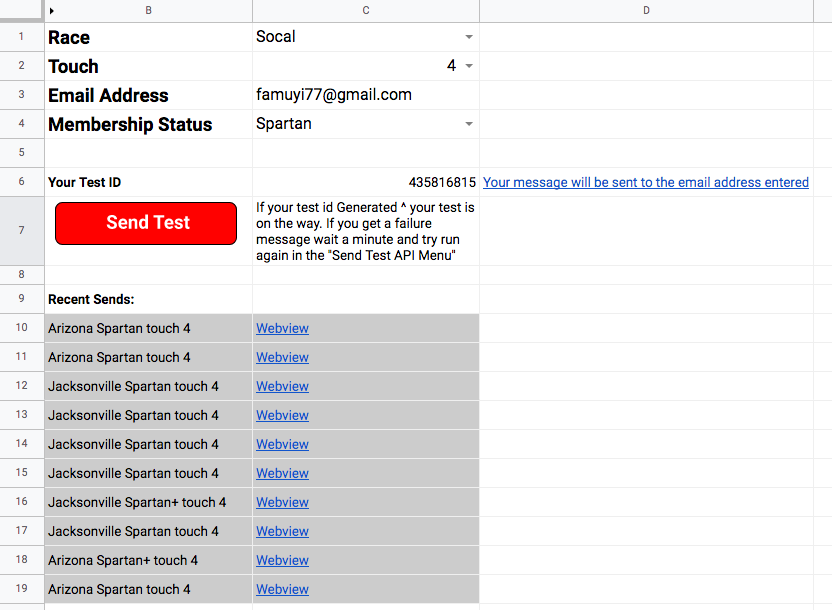 B C D
1 Race Socal
2 Touch 4
3 Email Address famuyi77@gmail.com
4 Membership Status Spartan
5
6 Your Test ID 435816815 Your message will be sent to the email address entered
7 Send Test If your test id Generated ^ your test is
on the way. If you get a failure
message wait a minute and try run
again in the "Send Test API Menu"
8
9 Recent Sends:
10 Arizona Spartan touch 4 Webview
11 Arizona Spartan touch 4 Webview
12 Jacksonville Spartan touch 4 Webview
13 Jacksonville Spartan touch 4 Webview
14 Jacksonville Spartan touch 4 Webview
15 Jacksonville Spartan touch 4 Webview
16 Jacksonville Spartan+ touch 4 Webview
17 Jacksonville Spartan touch 4 Webview
18 Arizona Spartan+ touch 4 Webview
19 Arizona Spartan touch 4 Webview